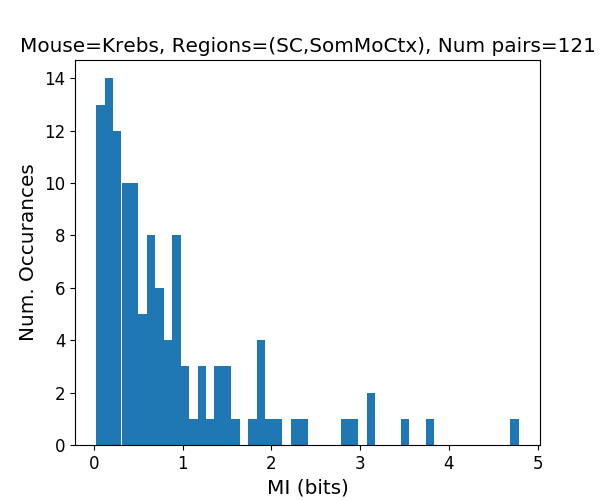 Mouse=Krebs, Regions=(SC,SomMoCtx), Num pairs=121
14
12
10
8
6
4
2
0
Num. Occurances
0 1 2 3 4 5
MI (bits)